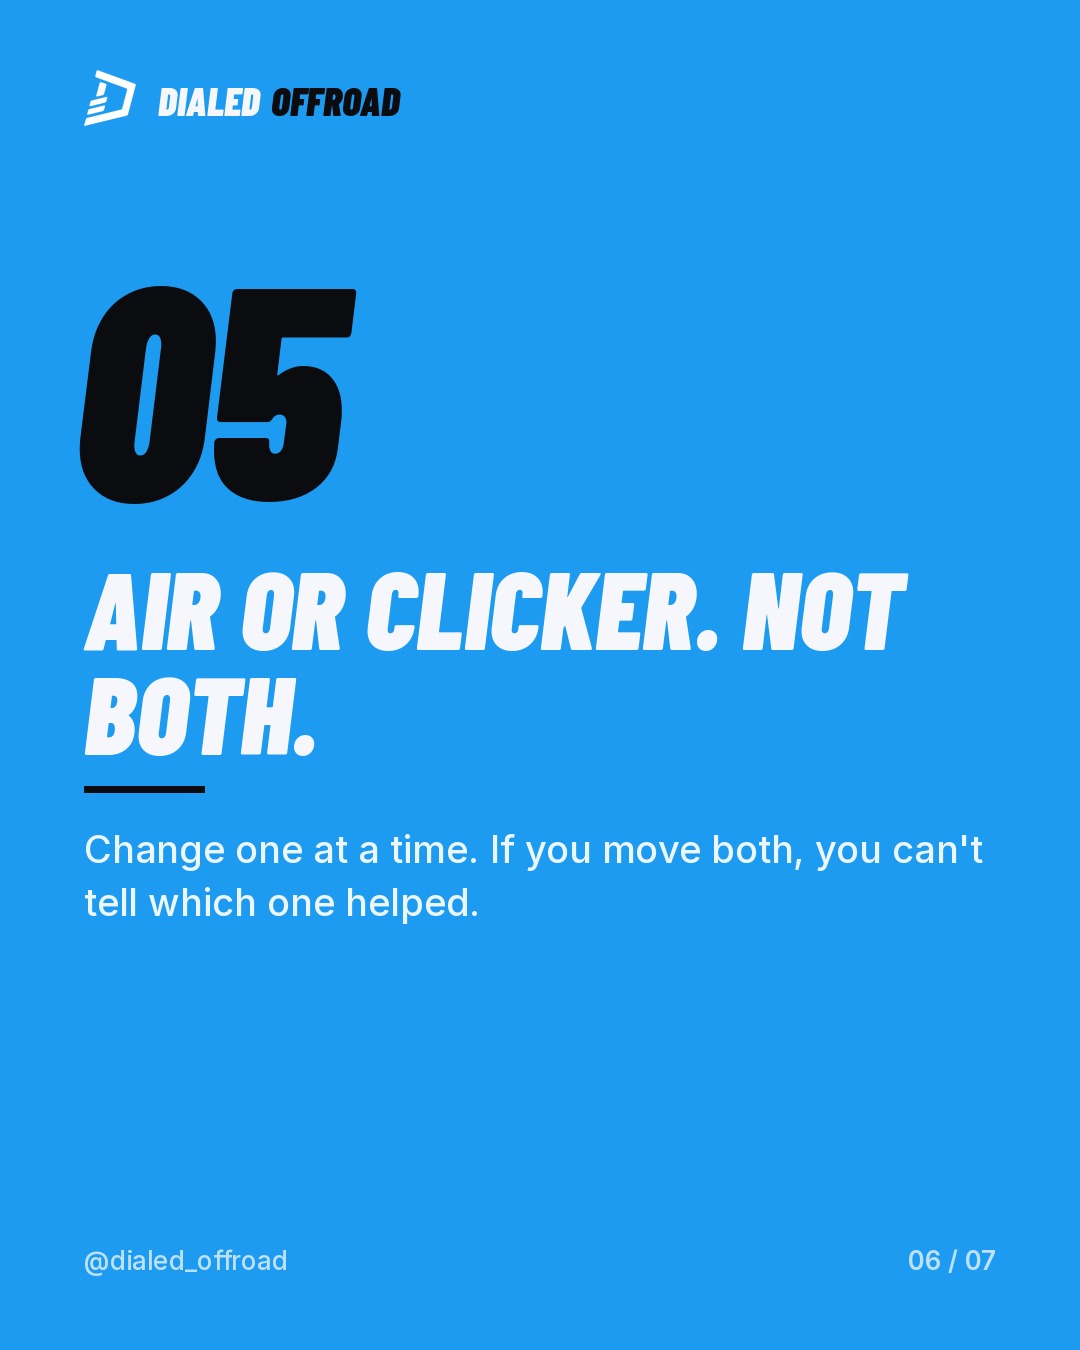 DIALED OFFROAD
05
AIR OR CLICKER. NOT
BOTH.
Change one at a time. If you move both, you can't
tell which one helped.
@dialed_offroad
06 / 07